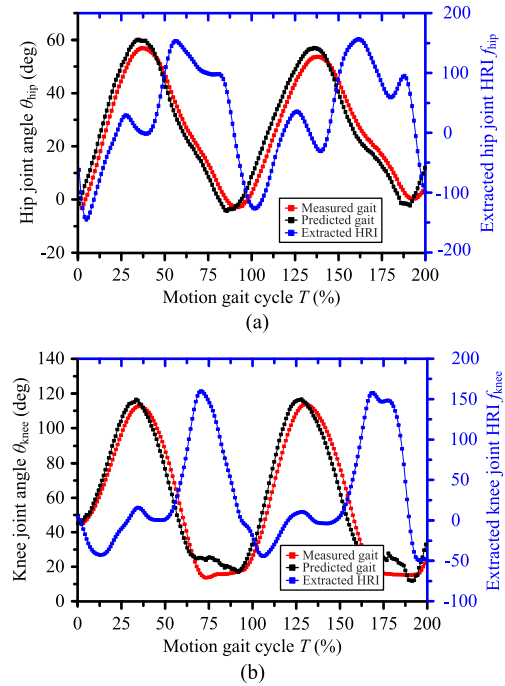 60
40
20
0
-20
Hip joint angle θhip (deg)
200
150
100
0
-100
-150
-200
Extracted hip joint HRI fhip
Measured gait
Predicted gait
Extracted HRI
0 25 50 75 100 125 150 175 200
Motion gait cycle T (%)
(a)
140
120
100
80
60
40
20
0
Knee joint angle θknee (deg)
200
150
100
50
0
-50
-100
Extracted knee joint HRI fknee
Measured gait
Predicted gait
Extracted HRI
0 25 50 75 100 125 150 175 200
Motion gait cycle T (%)
(b)